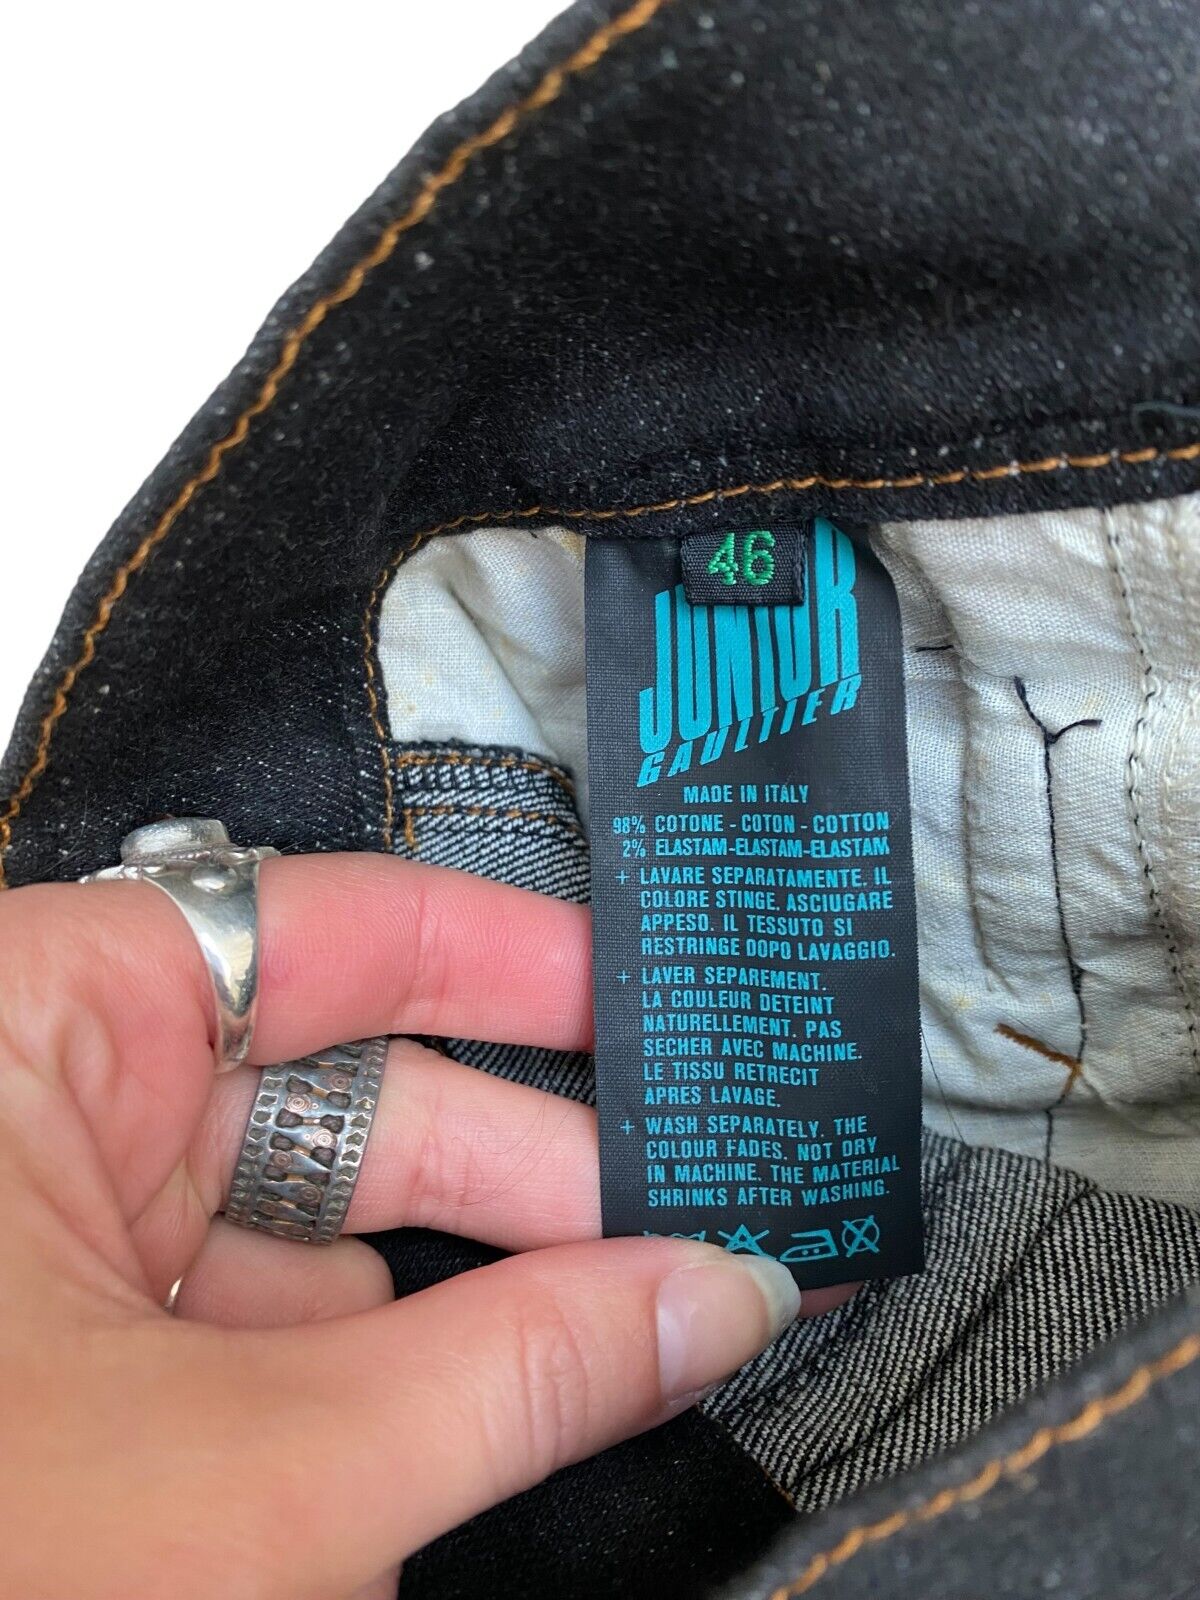 46
JUNIOR
GAULTIER
MADE IN ITALY
98% COTONE - COTON - COTTON
2% ELASTAM-ELASTAM-ELASTAM
+ LAVARE SEPARATAMENTE. IL
COLORE STINGE. ASCIUGARE
APPESO. IL TESSUTO SI
RESTRINGE DOPO LAVAGGIO.
+ LAVER SEPAREMENT.
LA COULEUR DETEINT
NATURELLEMENT. PAS
SECHER AVEC MACHINE.
LE TISSU RETRECIT
APRES LAVAGE.
+ WASH SEPARATELY. THE
COLOUR FADES. NOT DRY
IN MACHINE. THE MATERIAL
SHRINKS AFTER WASHING.